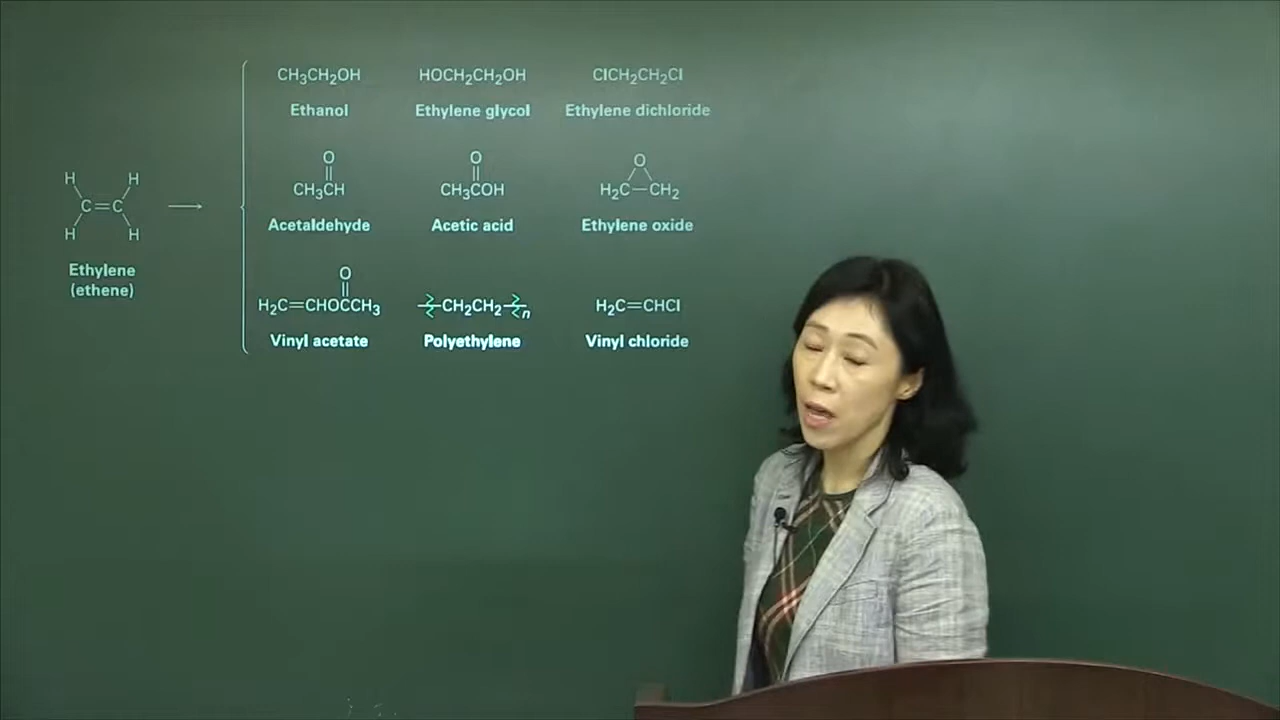 CH₃CH₂OH HOCH₂CH₂OH ClCH₂CH₂Cl
Ethanol Ethylene glycol Ethylene dichloride
O O O
CH₃CH CH₃COH H₂C—CH₂
Acetaldehyde Acetic acid Ethylene oxide
H H
C=C
H H
Ethylene
(ethene)
O
H₂C=CHOCCH₃ CH₂CH₂ n H₂C=CHCl
Vinyl acetate Polyethylene Vinyl chloride